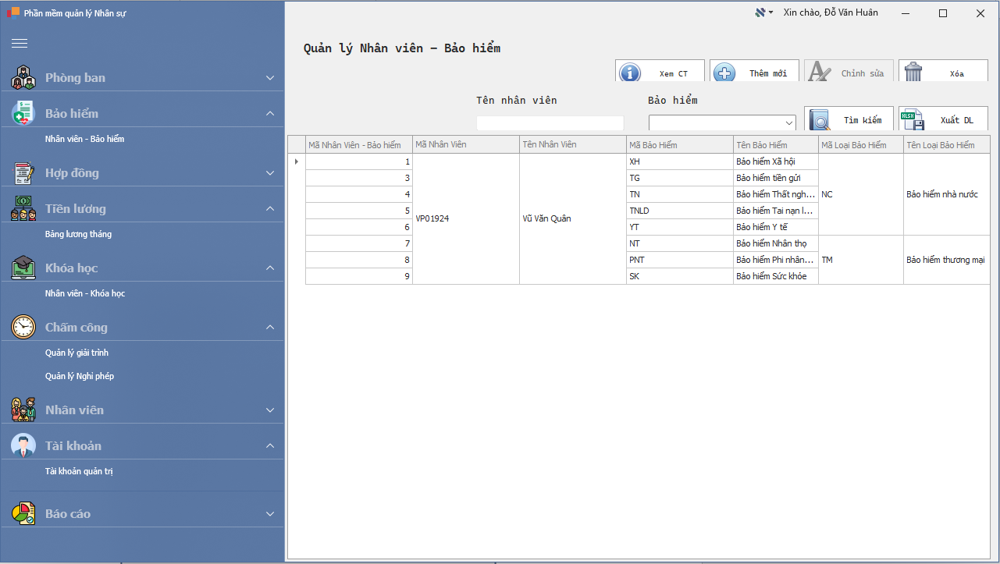 Phần mềm quản lý Nhân sự
Xin chào, Đỗ Văn Huân
Phòng ban
Bảo hiểm
Nhân viên - Bảo hiểm
Hợp đồng
Tiền lương
Bảng lương tháng
Khóa học
Nhân viên - Khóa học
Chấm công
Quản lý giải trình
Quản lý Nghỉ phép
Nhân viên
Tài khoản
Tài khoản quản trị
Báo cáo
Quản lý Nhân viên - Bảo hiểm
Xem CT Thêm mới Chỉnh sửa Xóa
Tên nhân viên Bảo hiểm
Tìm kiếm XLSX Xuất DL
Mã Nhân Viên - Bảo hiểm Mã Nhân Viên Tên Nhân Viên Mã Bảo Hiểm Tên Bảo Hiểm Mã Loại Bảo Hiểm Tên Loại Bảo Hiểm
1 XH Bảo hiểm Xã hội
3 TG Bảo hiểm tiền gửi
4 TN Bảo hiểm Thất ngh... NC Bảo hiểm nhà nước
5 TNLD Bảo hiểm Tai nạn l...
VP01924 Vũ Văn Quân
6 YT Bảo hiểm Y tế
7 NT Bảo hiểm Nhân thọ
8 PNT Bảo hiểm Phi nhân... TM Bảo hiểm thương mại
9 SK Bảo hiểm Sức khỏe